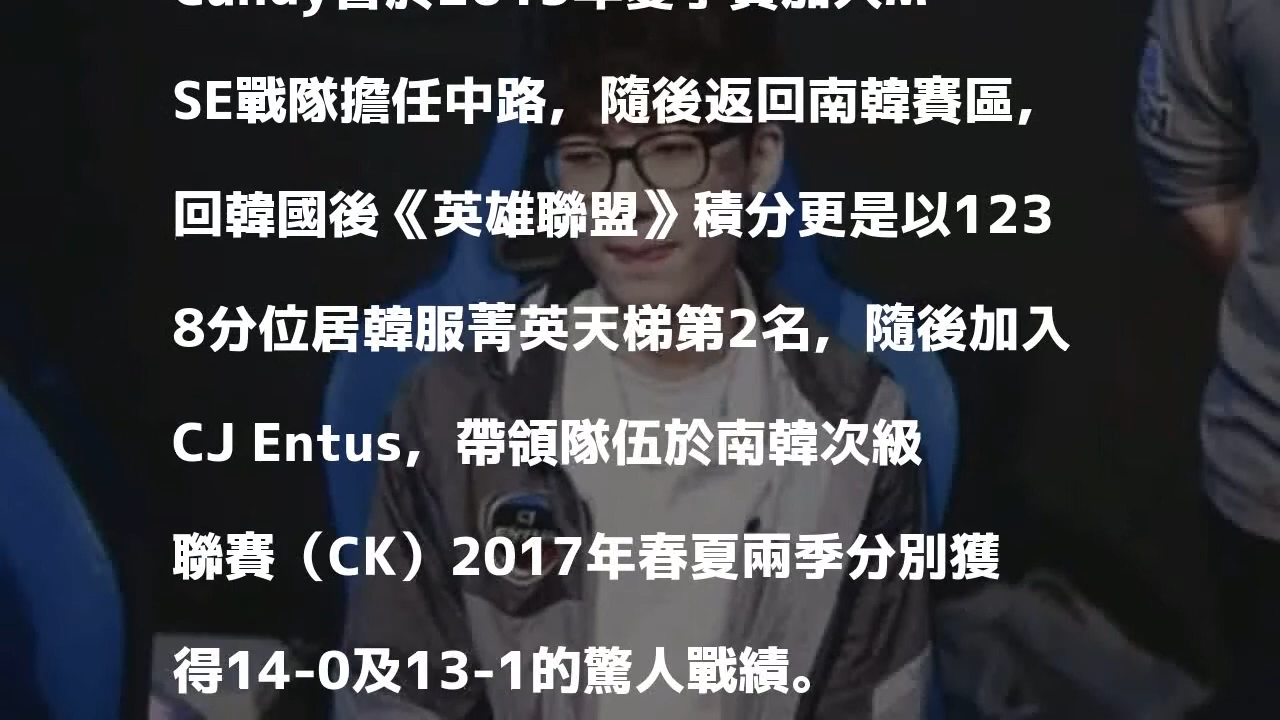 SE戰隊擔任中路，隨後返回南韓賽區，
回韓國後《英雄聯盟》積分更是以123
8分位居韓服菁英天梯第2名，隨後加入
CJ Entus，帶領隊伍於南韓次級
聯賽（CK）2017年春夏兩季分別獲
得14-0及13-1的驚人戰績。